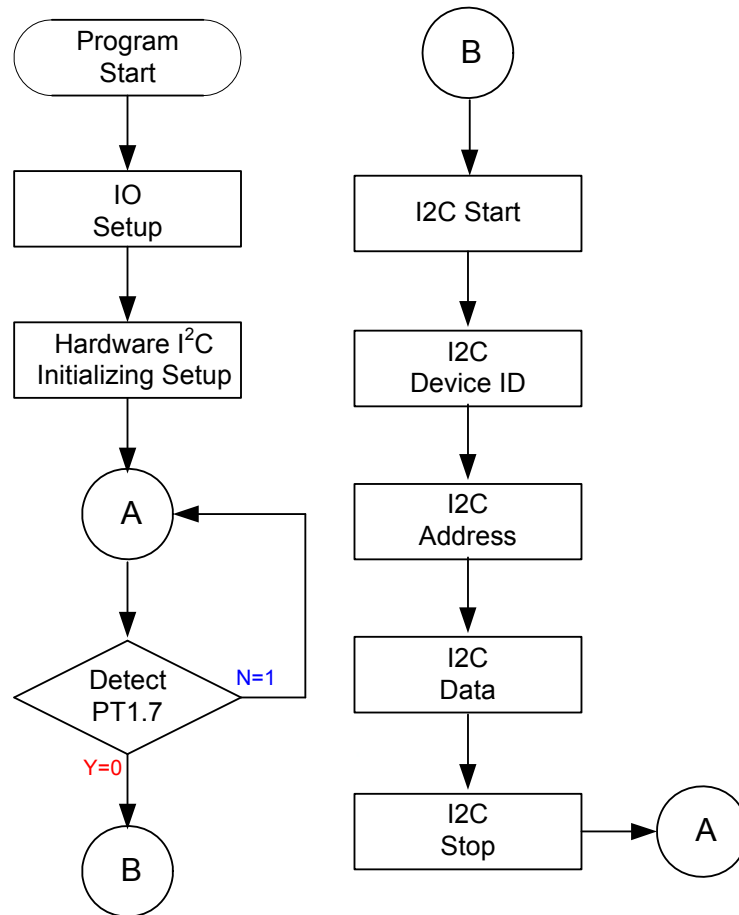 Program
Start
IO
Setup
Hardware I²C
Initializing Setup
A
Detect
PT1.7
N=1
Y=0
B
B
I2C Start
I2C
Device ID
I2C
Address
I2C
Data
I2C
Stop
A